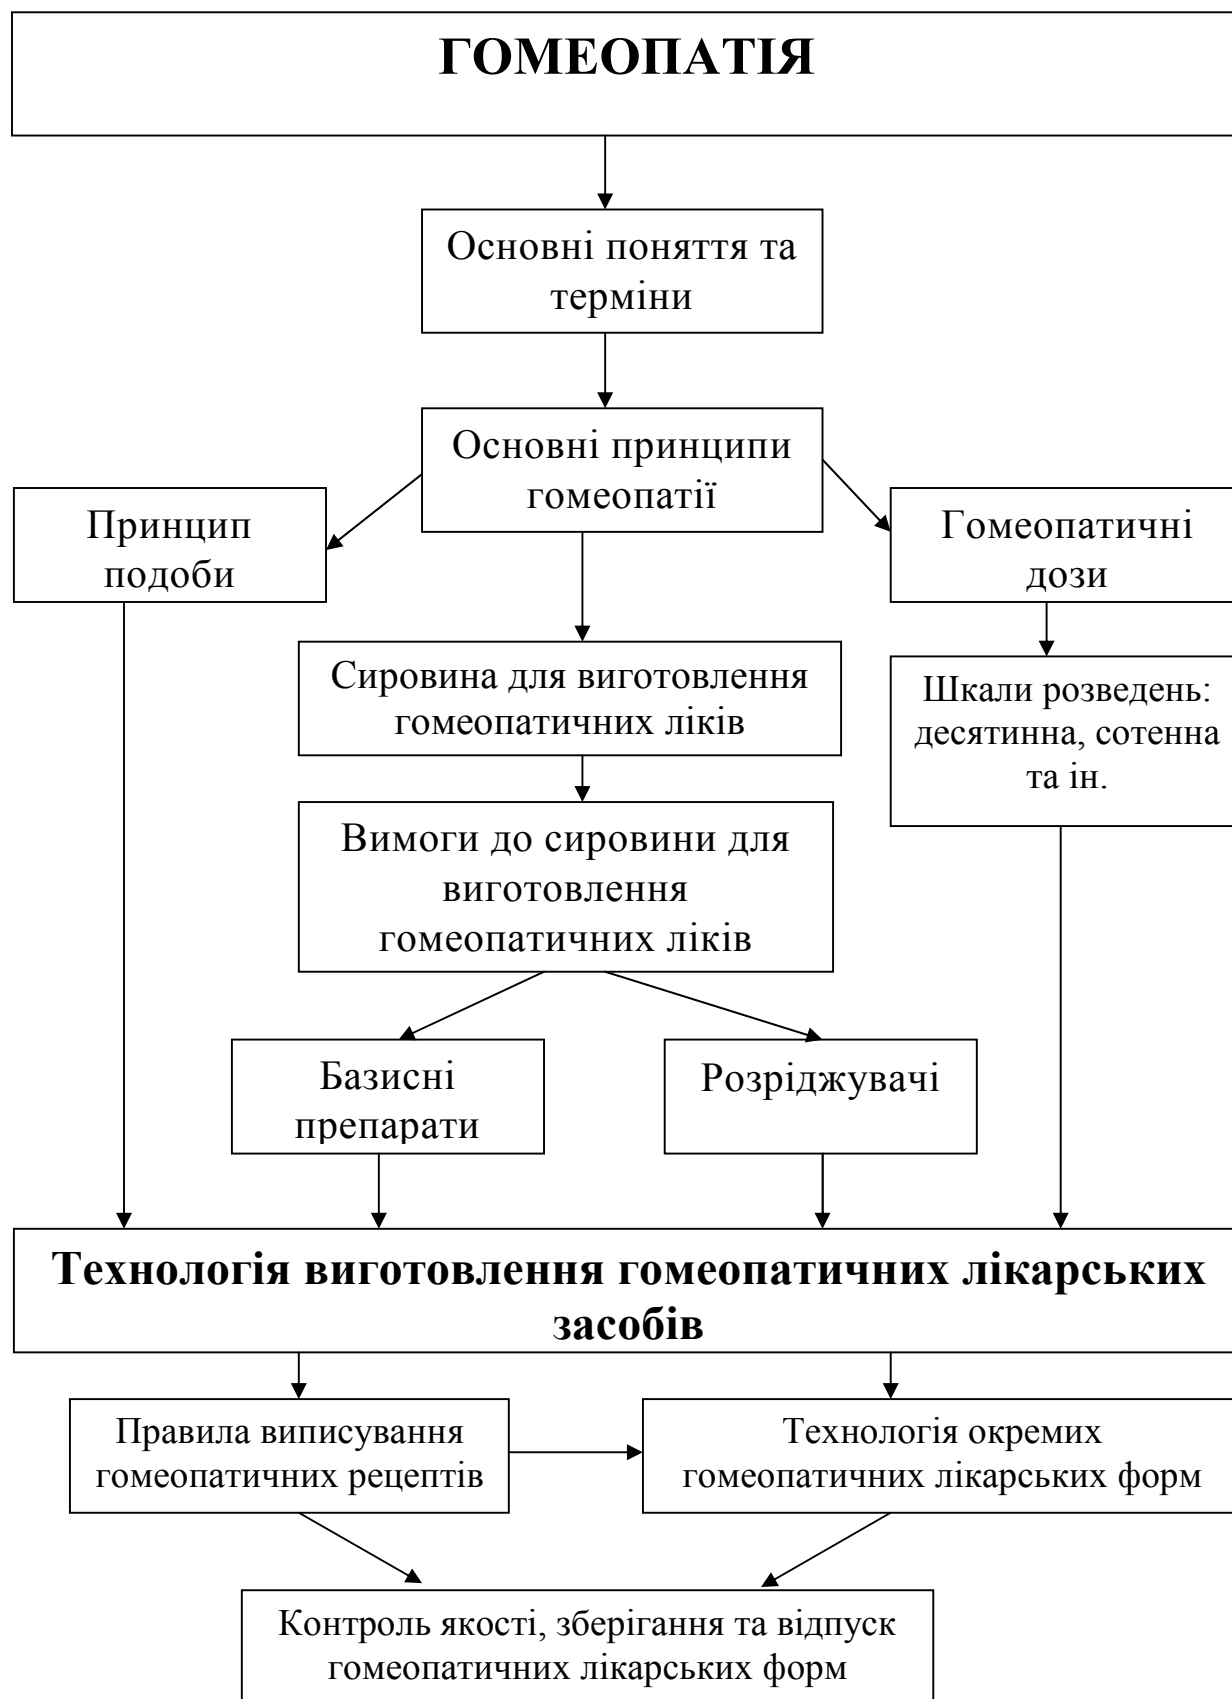 ГОМЕОПАТІЯ
Основні поняття та
терміни
Основні принципи
гомеопатії
Принцип
подоби
Гомеопатичні
дози
Сировина для виготовлення
гомеопатичних ліків
Шкали розведень:
десятинна, сотенна
та ін.
Вимоги до сировини для
виготовлення
гомеопатичних ліків
Базисні
препарати
Розріджувачі
Технологія виготовлення гомеопатичних лікарських
засобів
Правила виписування
гомеопатичних рецептів
Технологія окремих
гомеопатичних лікарських форм
Контроль якості, зберігання та відпуск
гомеопатичних лікарських форм